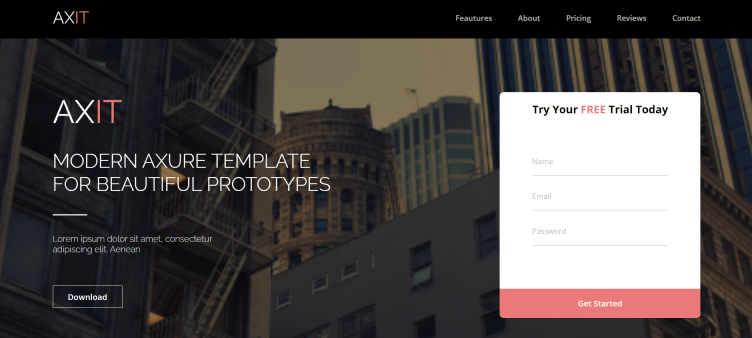 AXIT
Feautures
About
Pricing
Reviews
Contact
AXIT
MODERN AXURE TEMPLATE
FOR BEAUTIFUL PROTOTYPES
Lorem ipsum dolor sit amet, consectetur
adipiscing elit. Aenean
Download
Try Your FREE Trial Today
Name
Email
Password
Get Started